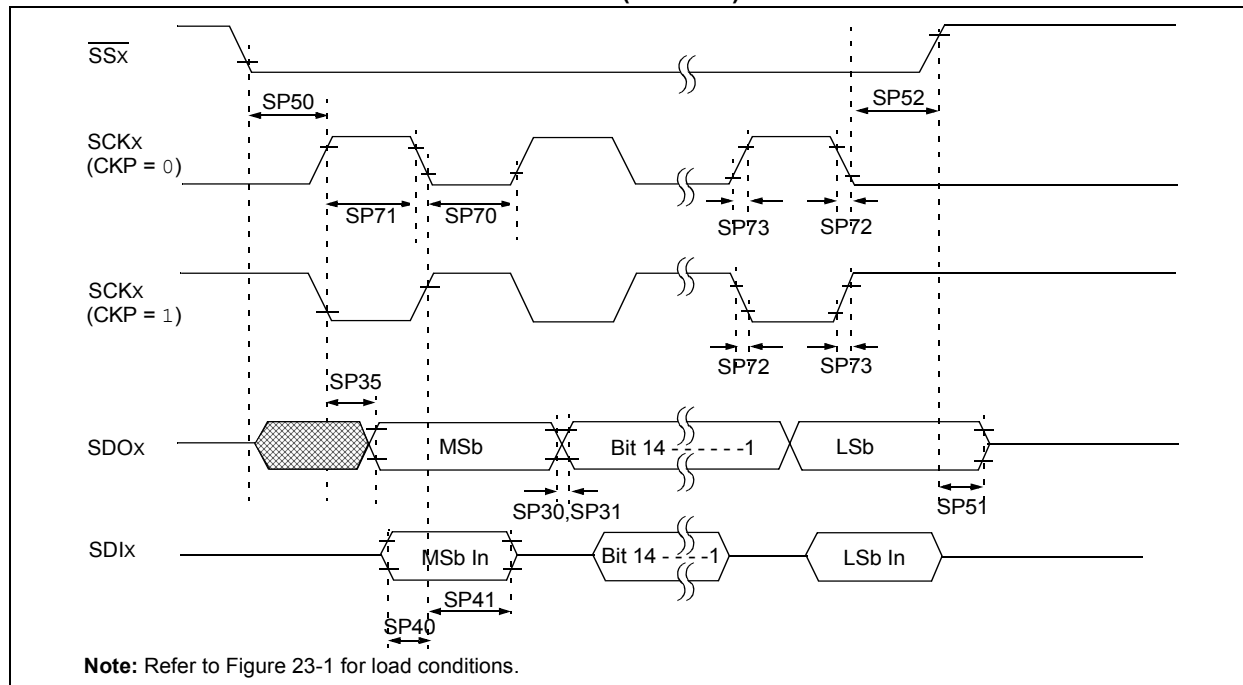 SSx
SP50
SP52
SCKx
(CKP = 0)
SP71
SP70
SP73
SP72
SCKx
(CKP = 1)
SP72
SP73
SP35
SDOx
MSb
Bit 14 - - - - - -1
LSb
SP30,SP31
SP51
SDIx
MSb In
Bit 14 - - - -1
LSb In
SP41
SP40
Note: Refer to Figure 23-1 for load conditions.